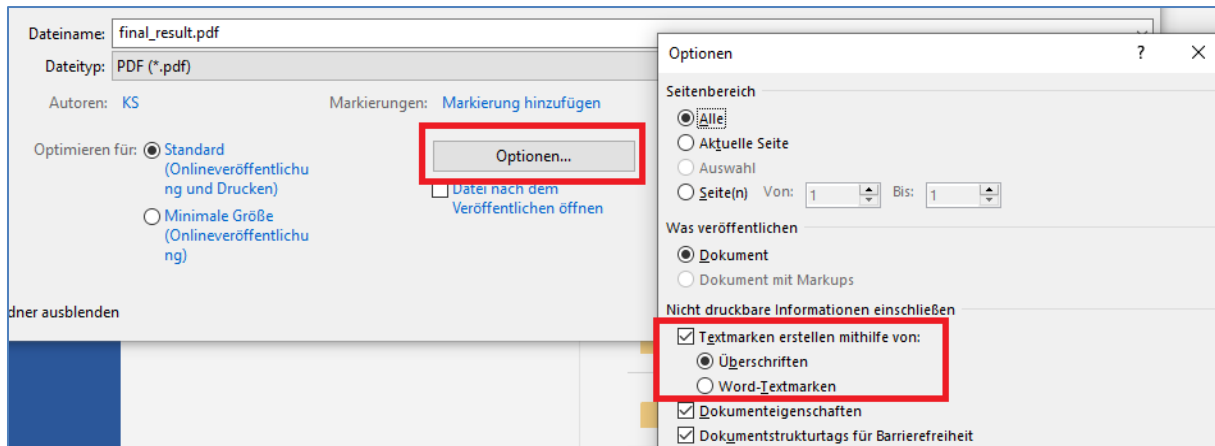 Dateiname: final_result.pdf
Dateityp: PDF (*.pdf)
Autoren: KS
Markierungen: Markierung hinzufügen
Optimieren für: Standard
(Onlineveröffentlichu
ng und Drucken)
Minimale Größe
(Onlineveröffentlichu
ng)
Optionen...
Datei nach dem
Veröffentlichen öffnen
dner ausblenden
Optionen
? X
Seitenbereich
Alle
Aktuelle Seite
Auswahl
Seite(n) Von: 1 Bis: 1
Was veröffentlichen
Dokument
Dokument mit Markups
Nicht druckbare Informationen einschließen
Textmarken erstellen mithilfe von:
Überschriften
Word-Textmarken
Dokumenteigenschaften
Dokumentstrukturtags für Barrierefreiheit